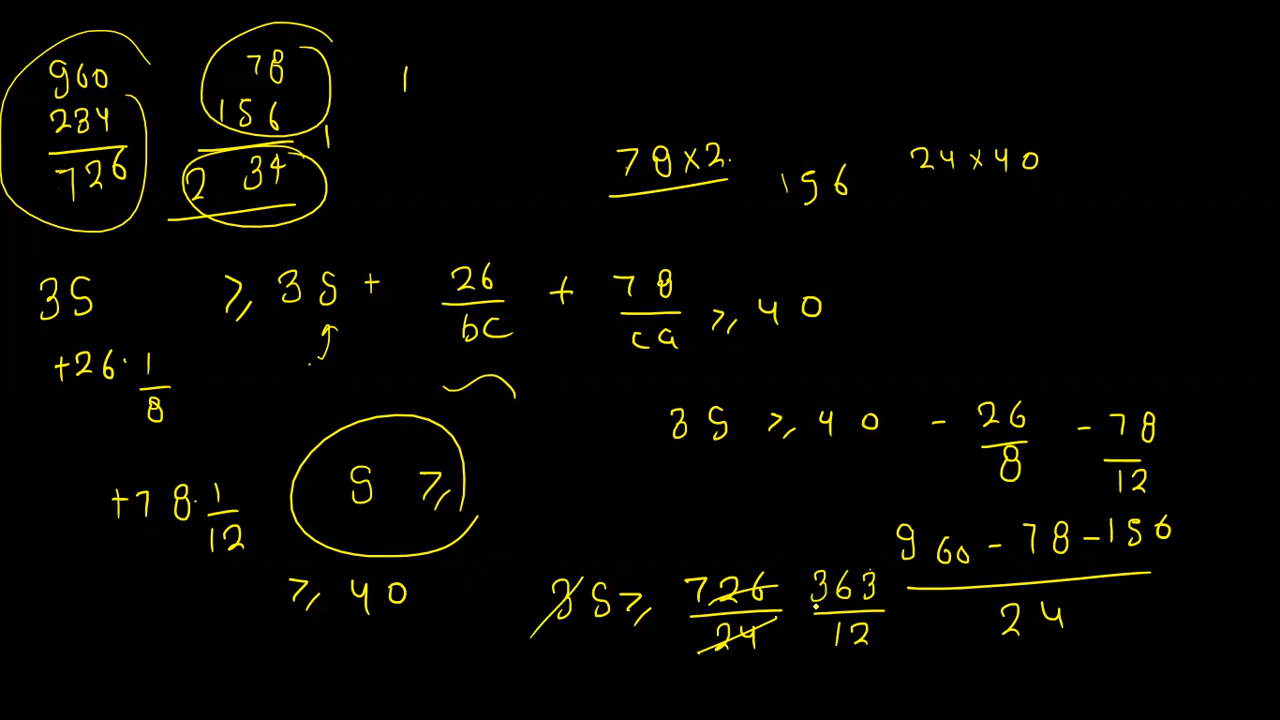 960
234
726
78
156
1
234
1
78×2
156
24×40
3S ≥ 3S + 26/bc + 78/ca ≥ 40
+26·1/8
+78·1/12
≥ 40
S ≥
3S ≥ 40 - 26/8 - 78/12
960 - 78 - 156 / 24
3S ≥ 726/24 363/12